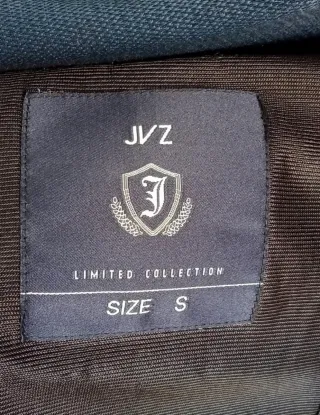 JVZ
J
LIMITED COLLECTION
SIZE S